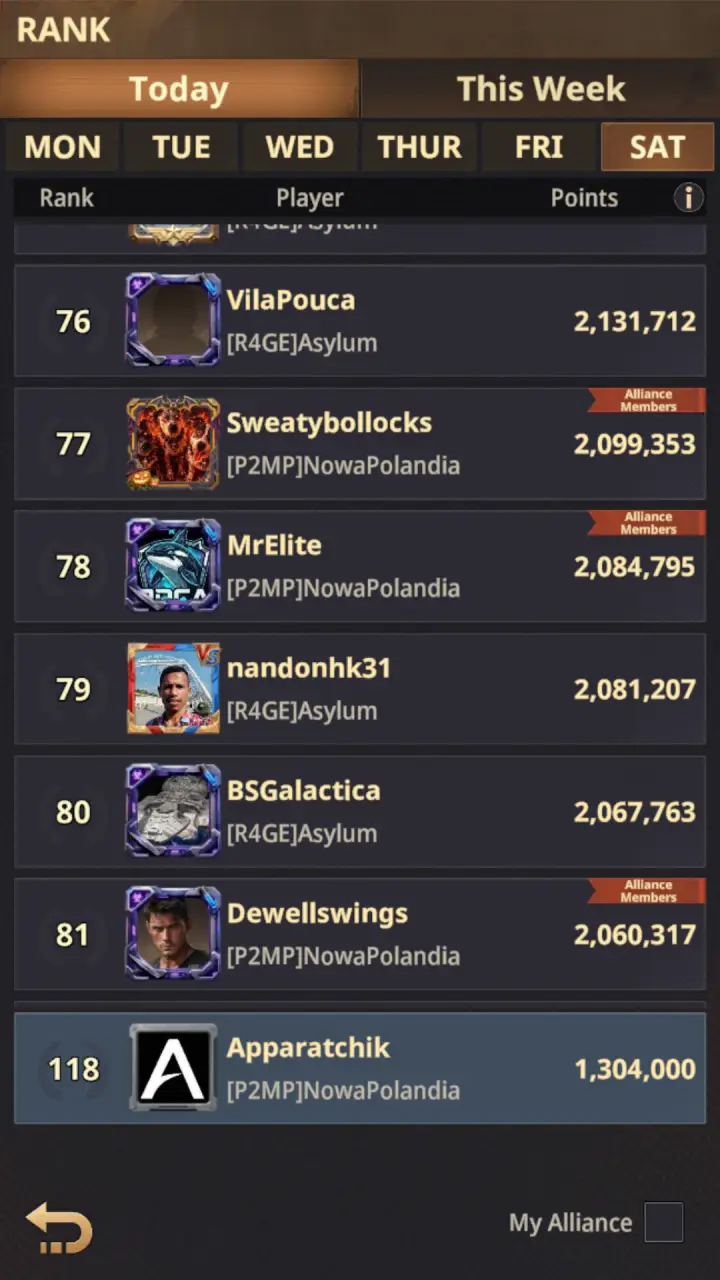 RANK
Today
This Week
MON TUE WED THUR FRI SAT
Rank Player Points
[R4GE]Asylum
76
VilaPouca
[R4GE]Asylum
2,131,712
77
Sweatybollocks
[P2MP]NowaPolandia
Alliance
Members
2,099,353
78
MrElite
[P2MP]NowaPolandia
Alliance
Members
2,084,795
79
VS
nandonhk31
[R4GE]Asylum
2,081,207
80
BSGalactica
[R4GE]Asylum
2,067,763
81
Dewellswings
[P2MP]NowaPolandia
Alliance
Members
2,060,317
118
A
Apparatchik
[P2MP]NowaPolandia
1,304,000
My Alliance